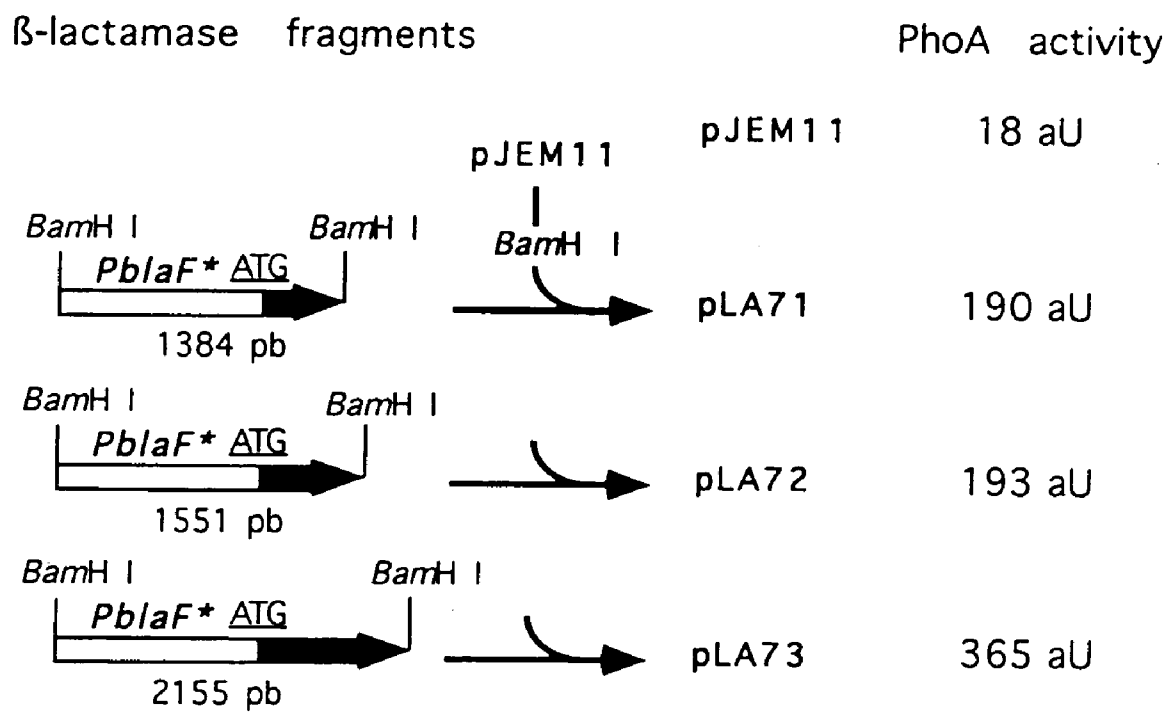 ß-lactamase fragments PhoA activity
pJEM11 18 aU
pJEM11
BamH I BamH I BamH I
PblaF* ATG
pLA71 190 aU
1384 pb
BamH I BamH I
PblaF* ATG
pLA72 193 aU
1551 pb
BamH I BamH I
PblaF* ATG
pLA73 365 aU
2155 pb